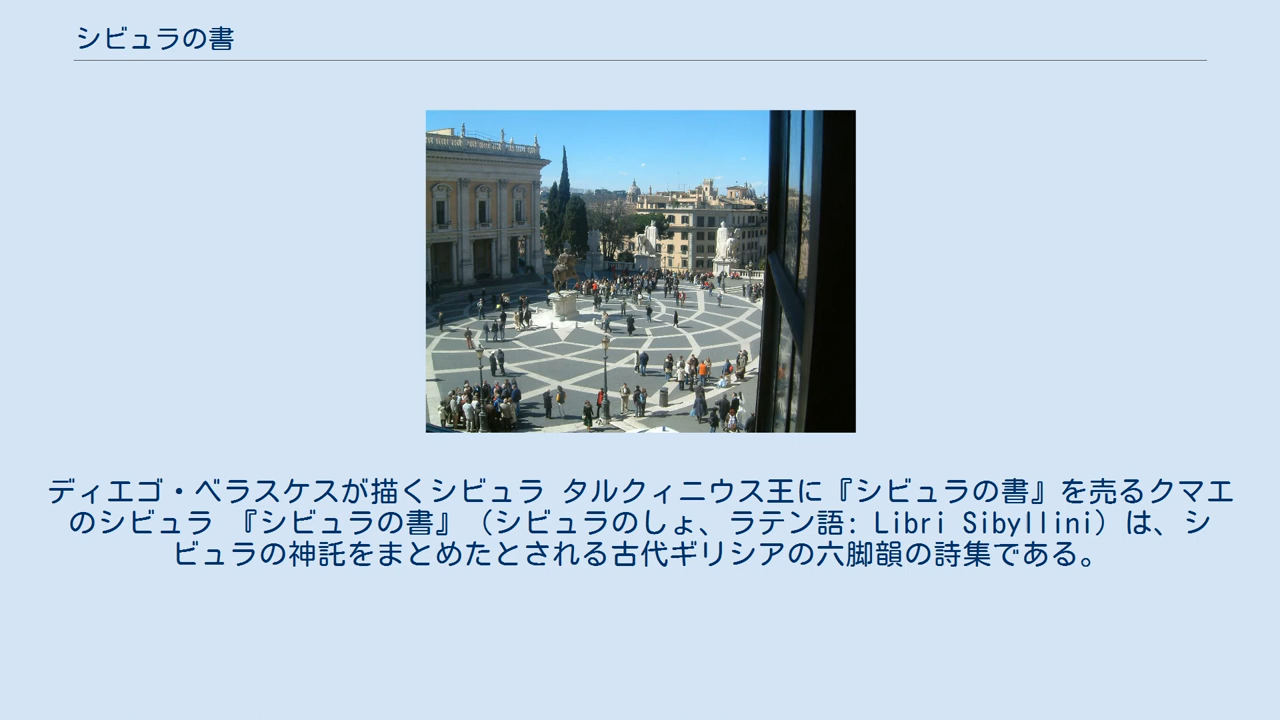 シビュラの書
ディエゴ・ベラスケスが描くシビュラ タルクィニウス王に『シビュラの書』を売るクマエ
のシビュラ 『シビュラの書』（シビュラのしょ、ラテン語: Libri Sibyllini）は、シ
ビュラの神託をまとめたとされる古代ギリシアの六脚韻の詩集である。